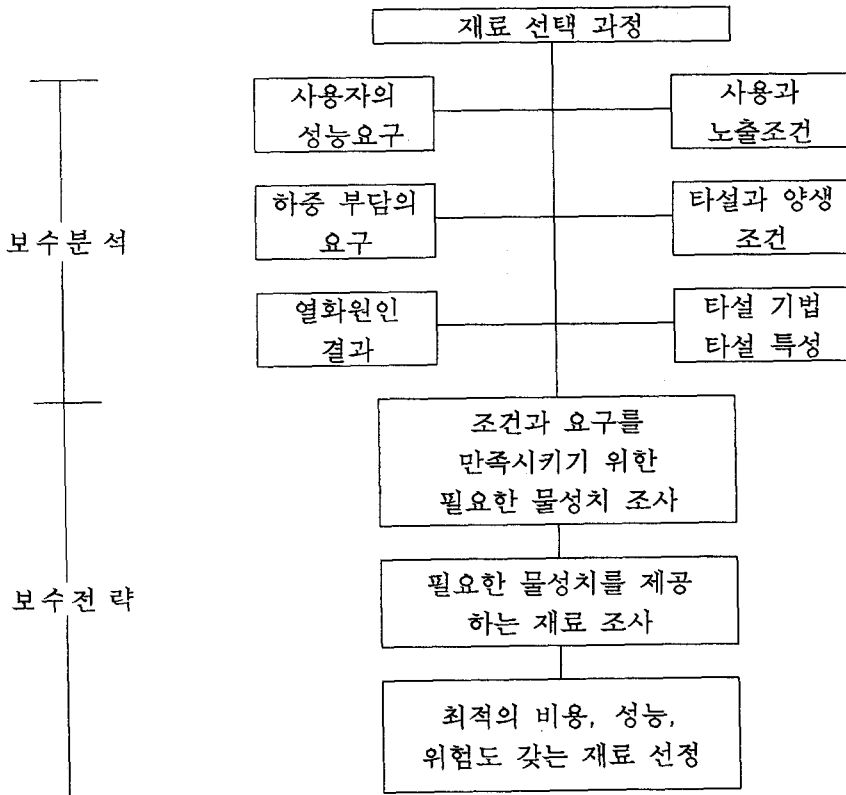 재료 선택 과정
사용자의
성능요구
사용과
노출조건
하중 부담의
요구
타설과 양생
조건
보수분석
열화원인
결과
타설 기법
타설 특성
조건과 요구를
만족시키기 위한
필요한 물성치 조사
필요한 물성치를 제공
하는 재료 조사
보수전략
최적의 비용, 성능,
위험도 갖는 재료 선정